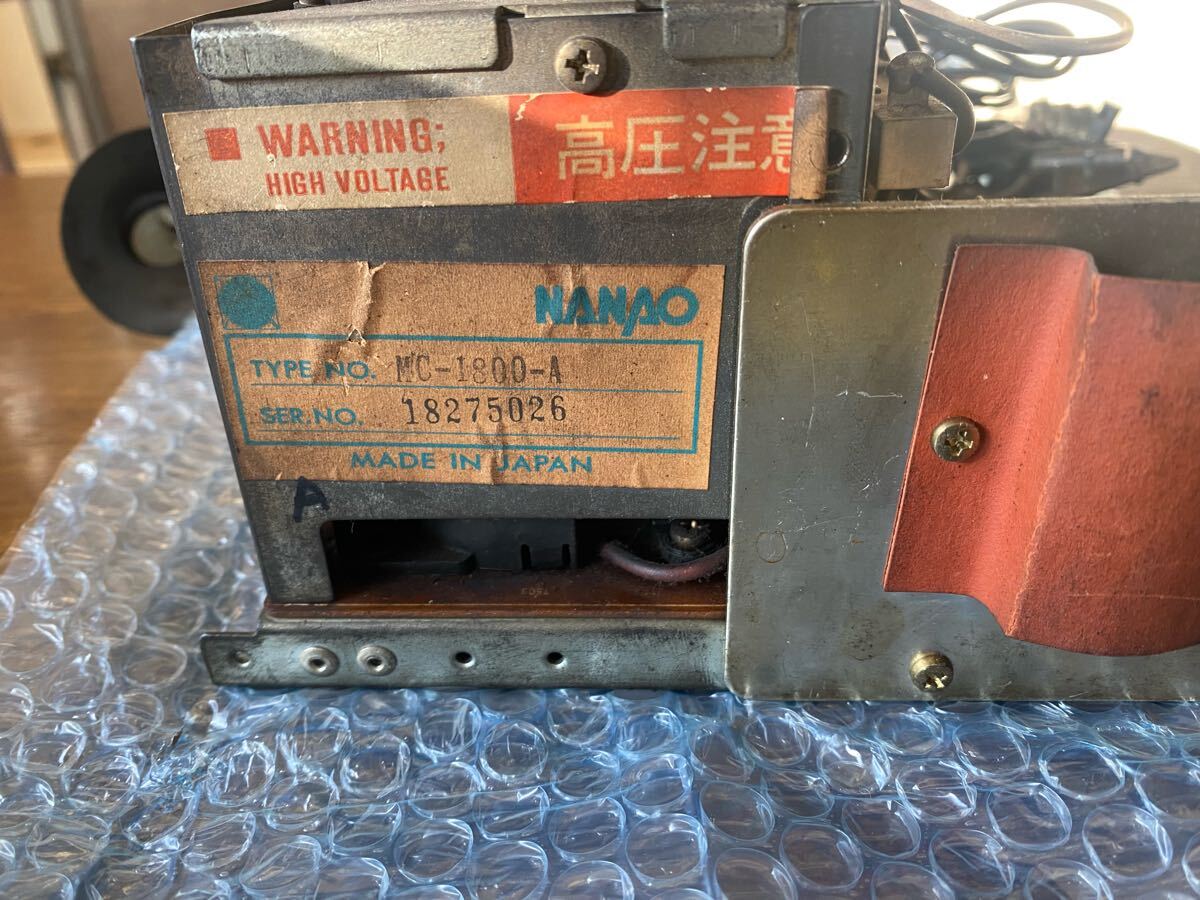 WARNING;
HIGH VOLTAGE
高圧注意
NANAO
TYPE NO. MC-1800-A
SER.NO. 18275026
MADE IN JAPAN
A